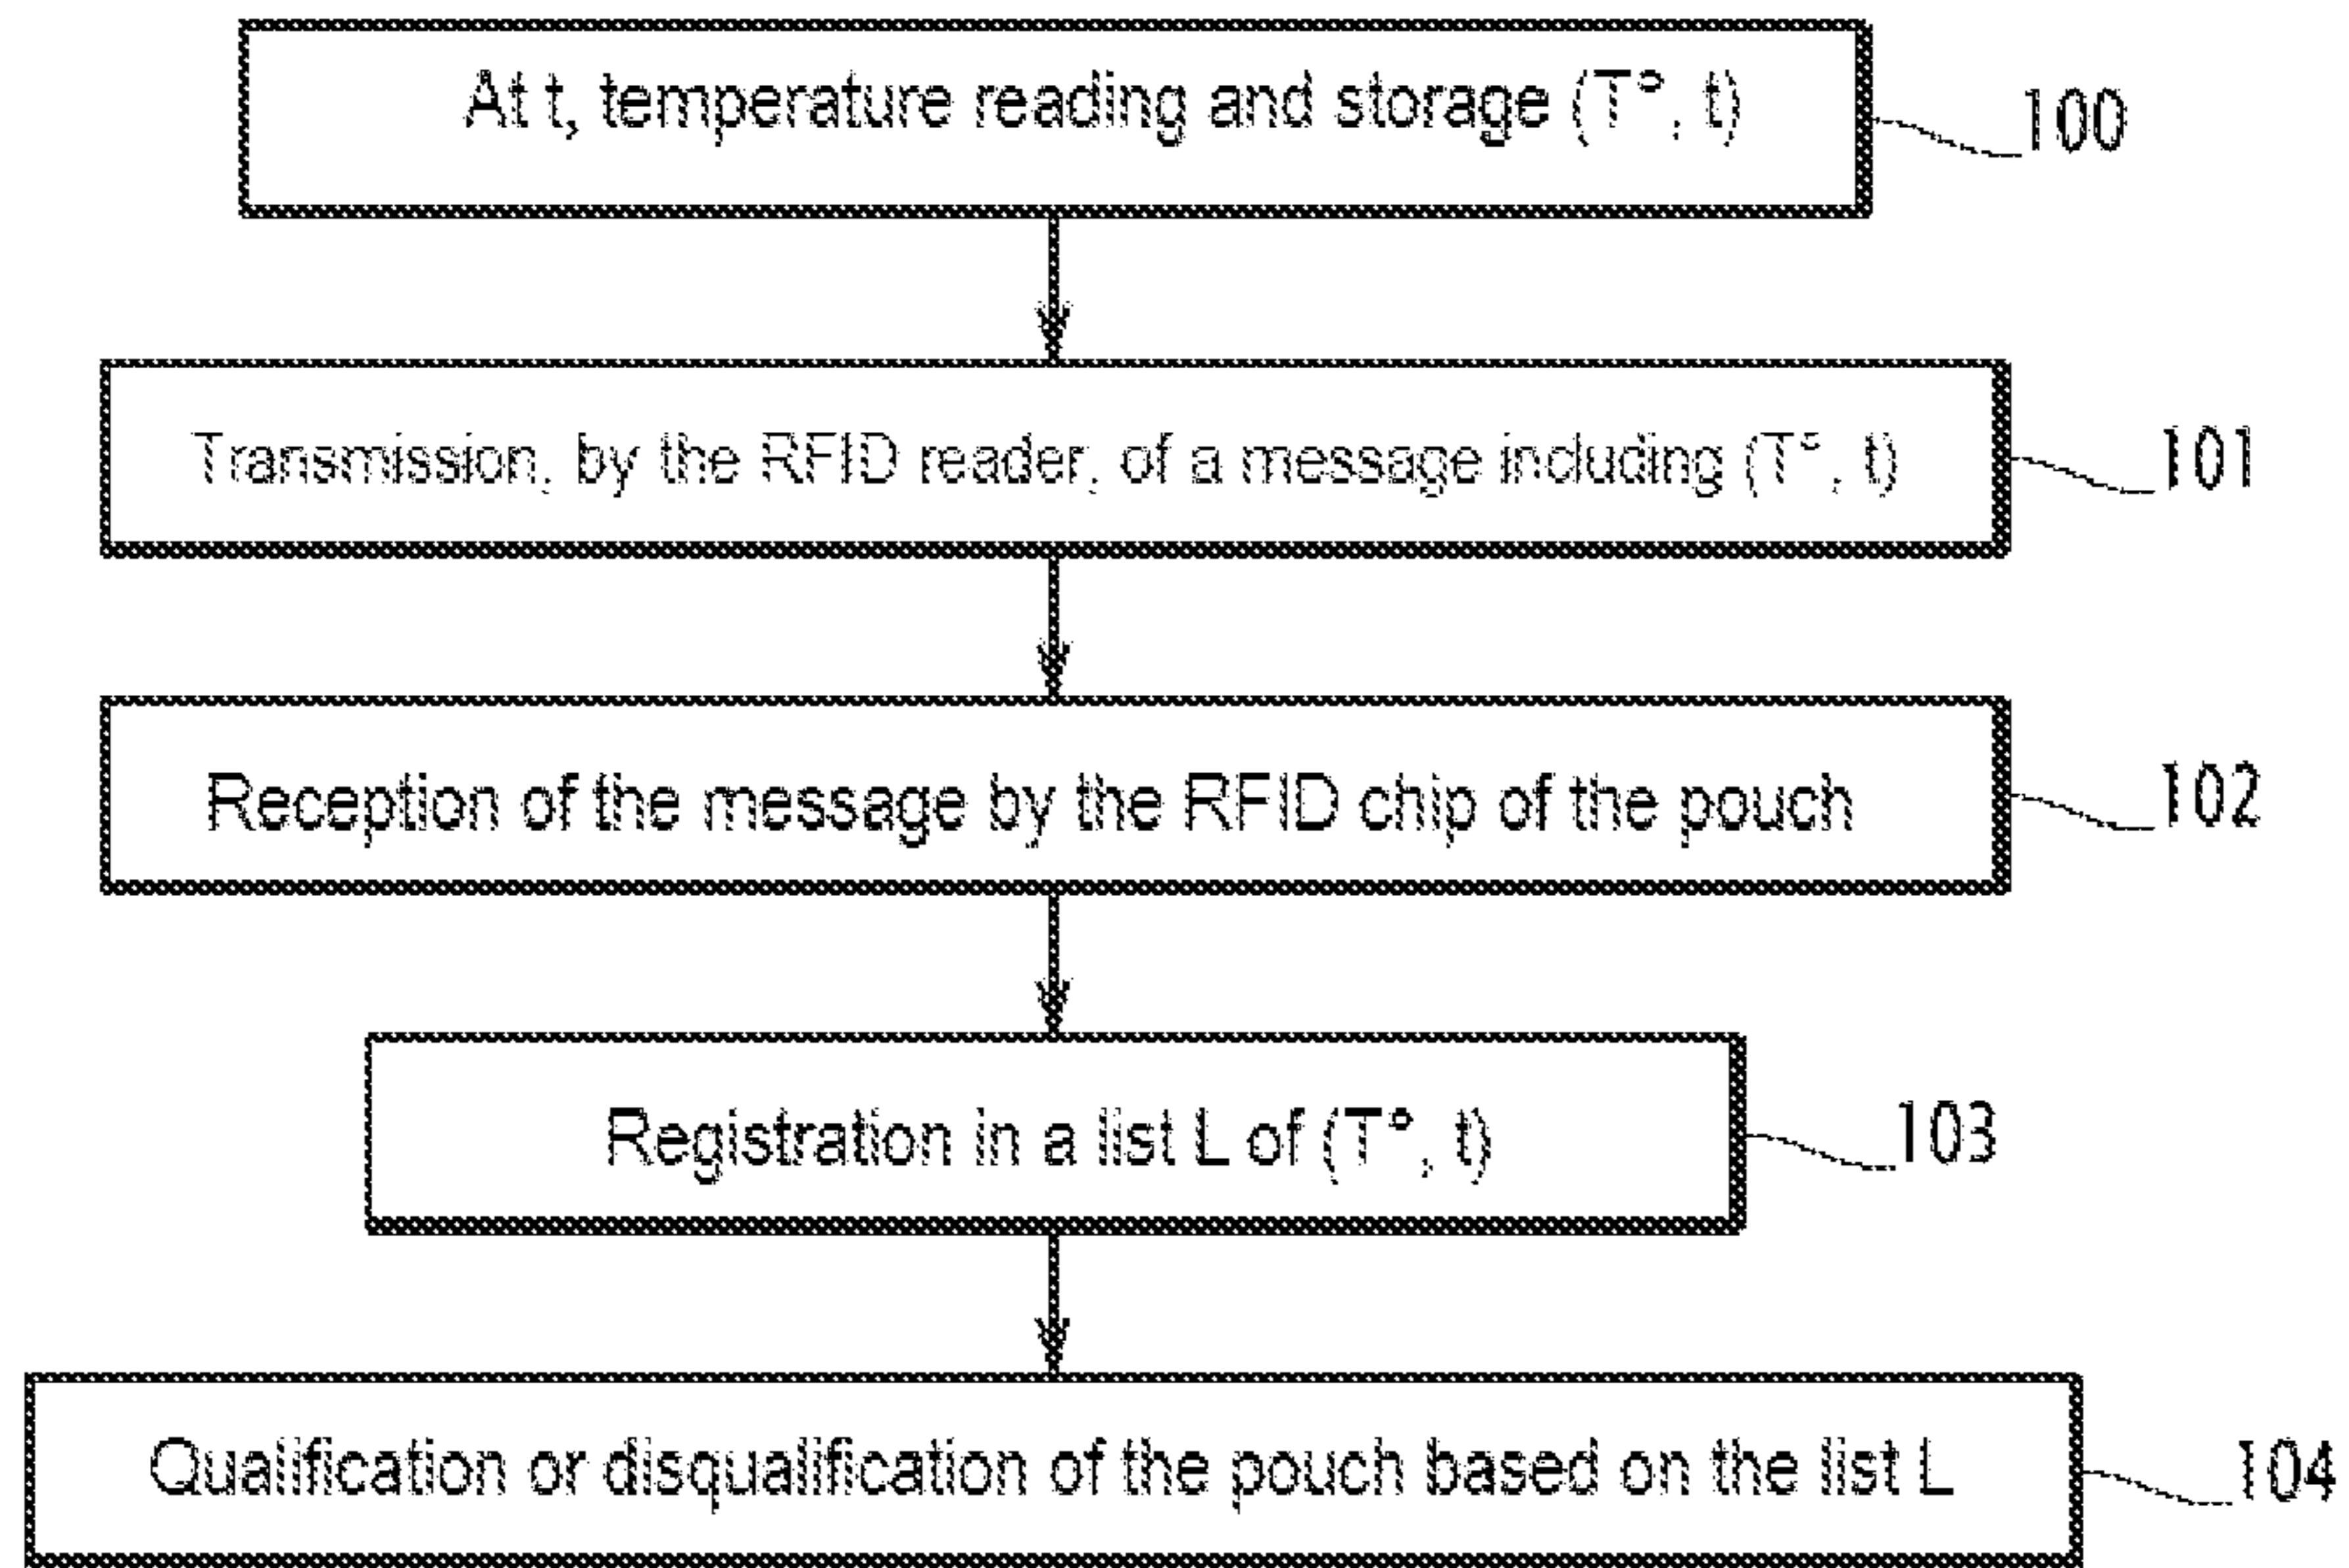 At t, temperature reading and storage (T°, t)
100
Transmission, by the RFID reader, of a message including (T°, t)
101
Reception of the message by the RFID chip of the pouch
102
Registration in a list L of (T°, t)
103
Qualification or disqualification of the pouch based on the list L
104